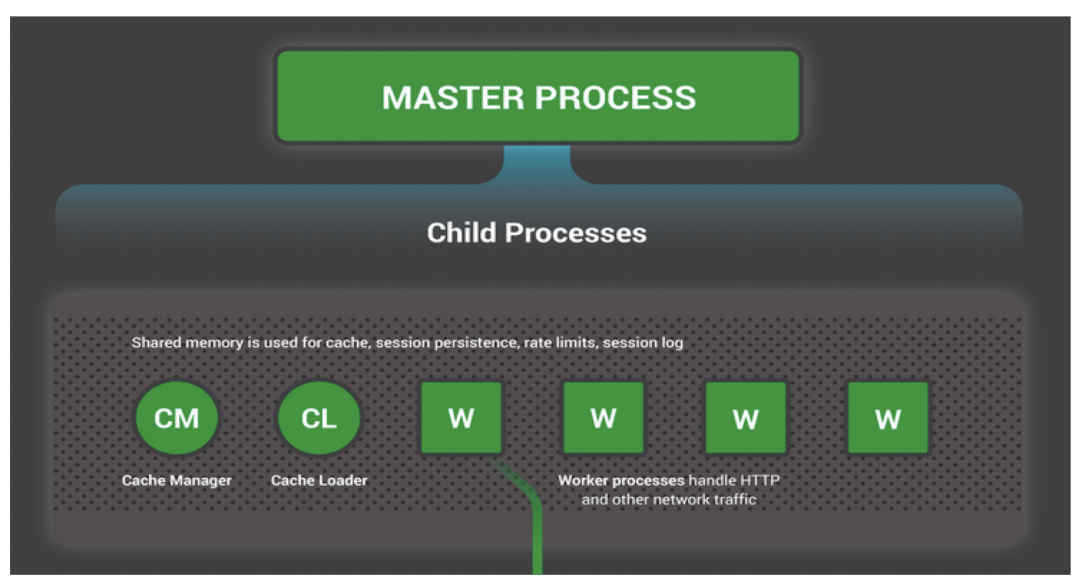 MASTER PROCESS
Child Processes
Shared memory is used for cache, session persistence, rate limits, session log
CM
CL
W
W
W
W
Cache Manager
Cache Loader
Worker processes handle HTTP
and other network traffic